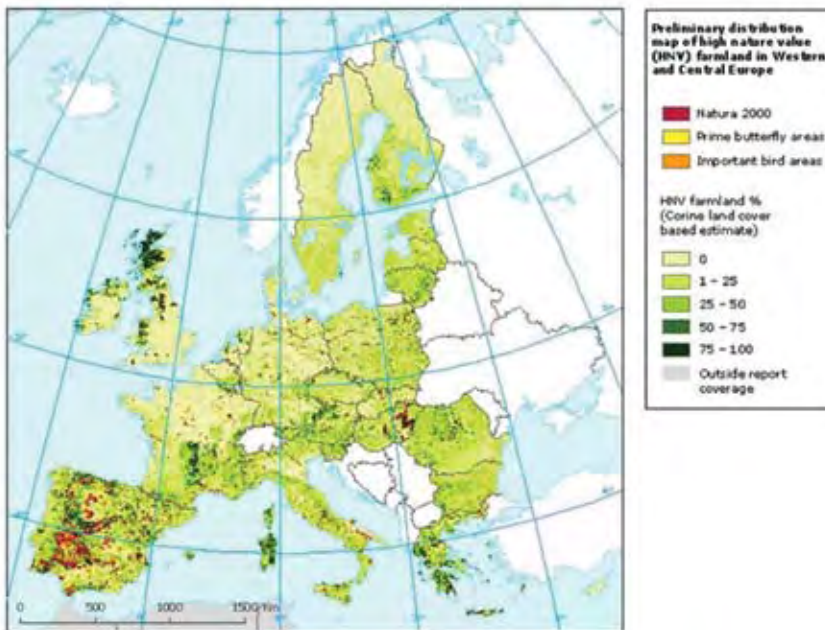 Preliminary distribution
map of high nature value
(HNV) farmland in Western
and Central Europe
Natura 2000
Prime butterfly areas
Important bird areas
HNV farmland %
(Corine land cover
based estimate)
0
1 – 25
25 – 50
50 – 75
75 – 100
Outside report
coverage
0 500 1000 1500 Km